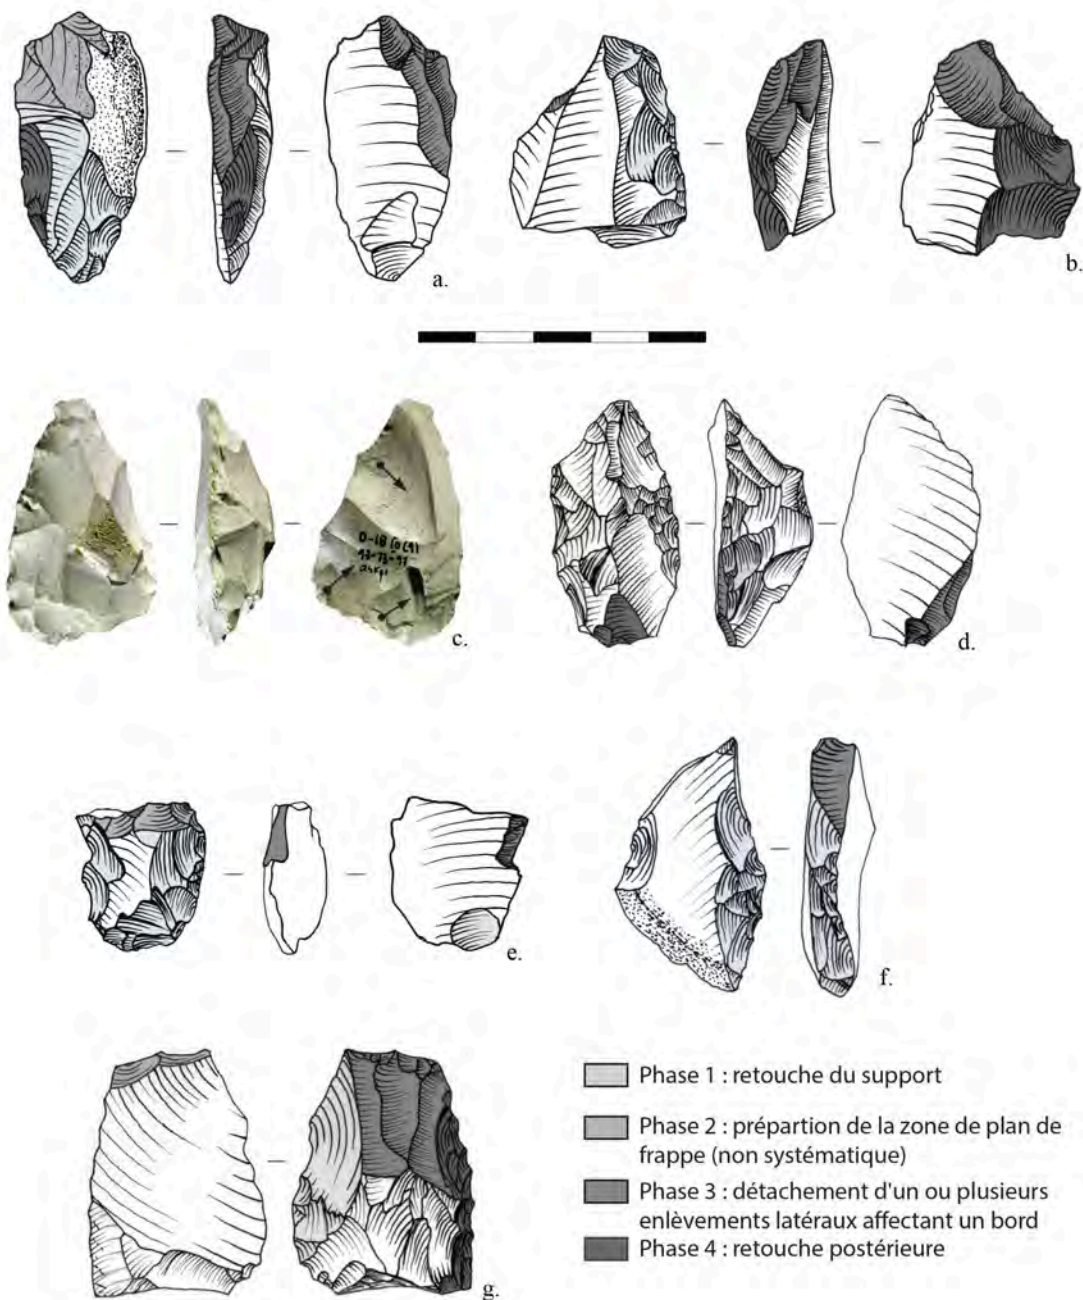 a.
b.
c.
O-18
d.
e.
f.
g.
Phase 1 : retouche du support
Phase 2 : prépartion de la zone de plan de
frappe (non systématique)
Phase 3 : détachement d'un ou plusieurs
enlèvements latéraux affectant un bord
Phase 4 : retouche postérieure